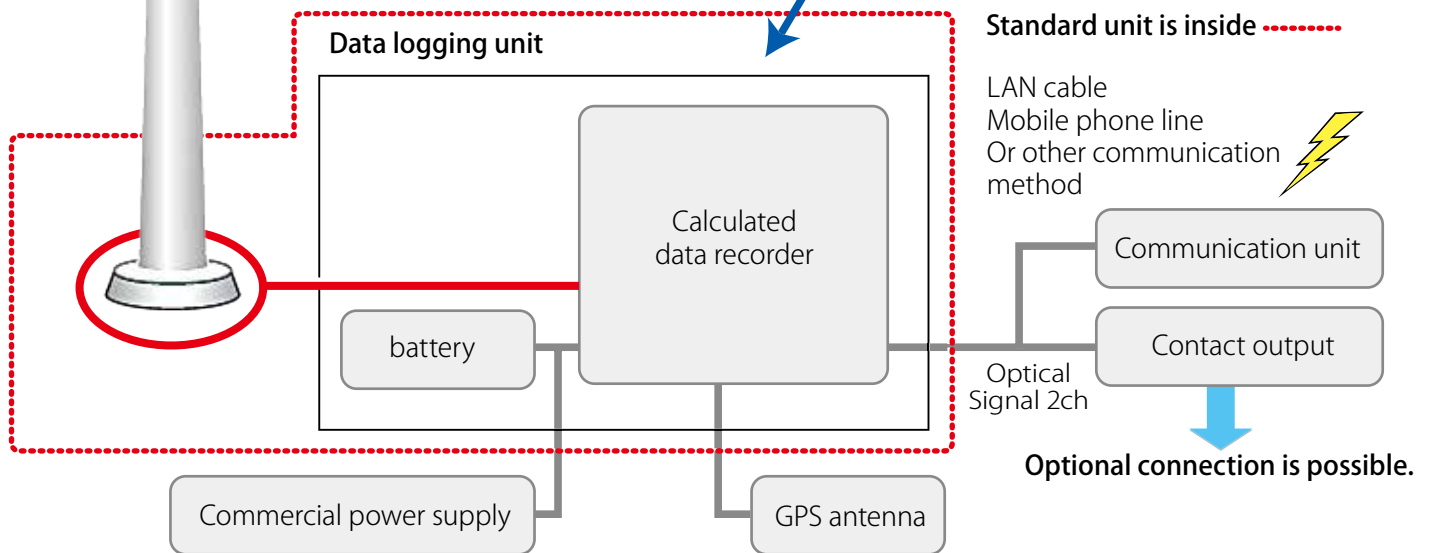 Data logging unit
Standard unit is inside
LAN cable
Mobile phone line
Or other communication
method
Calculated
data recorder
Communication unit
battery
Contact output
Optical
Signal 2ch
Optional connection is possible.
Commercial power supply
GPS antenna